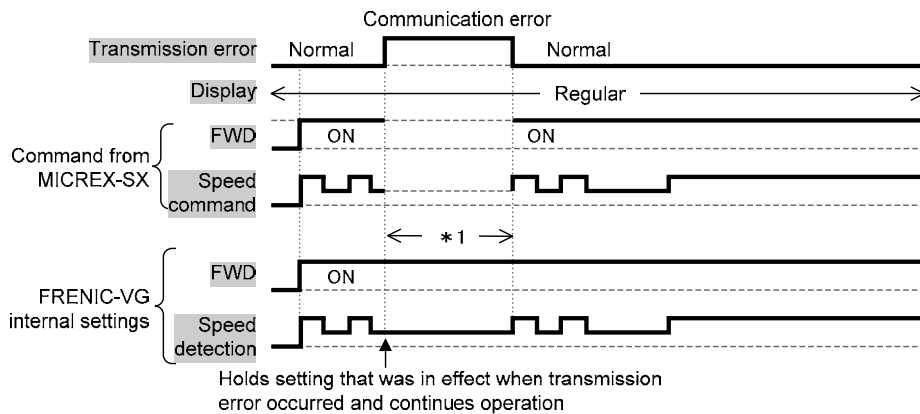 Communication error
Transmission error
Normal
Normal
Display
Regular
Command from
MICREX-SX
FWD
ON
ON
Speed
command
*1
FRENIC-VG
internal settings
FWD
ON
Speed
detection
Holds setting that was in effect when transmission
error occurred and continues operation